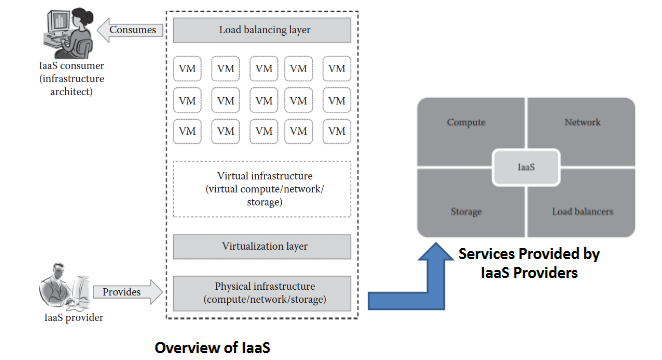 Consumes
IaaS consumer
(infrastructure
architect)
Load balancing layer
VM VM VM VM VM
VM VM VM VM VM
VM VM VM VM VM
Virtual infrastructure
(virtual compute/network/
storage)
Virtualization layer
Physical infrastructure
(compute/network/storage)
Provides
IaaS provider
Overview of IaaS
Compute
Network
IaaS
Storage
Load balancers
Services Provided by
IaaS Providers